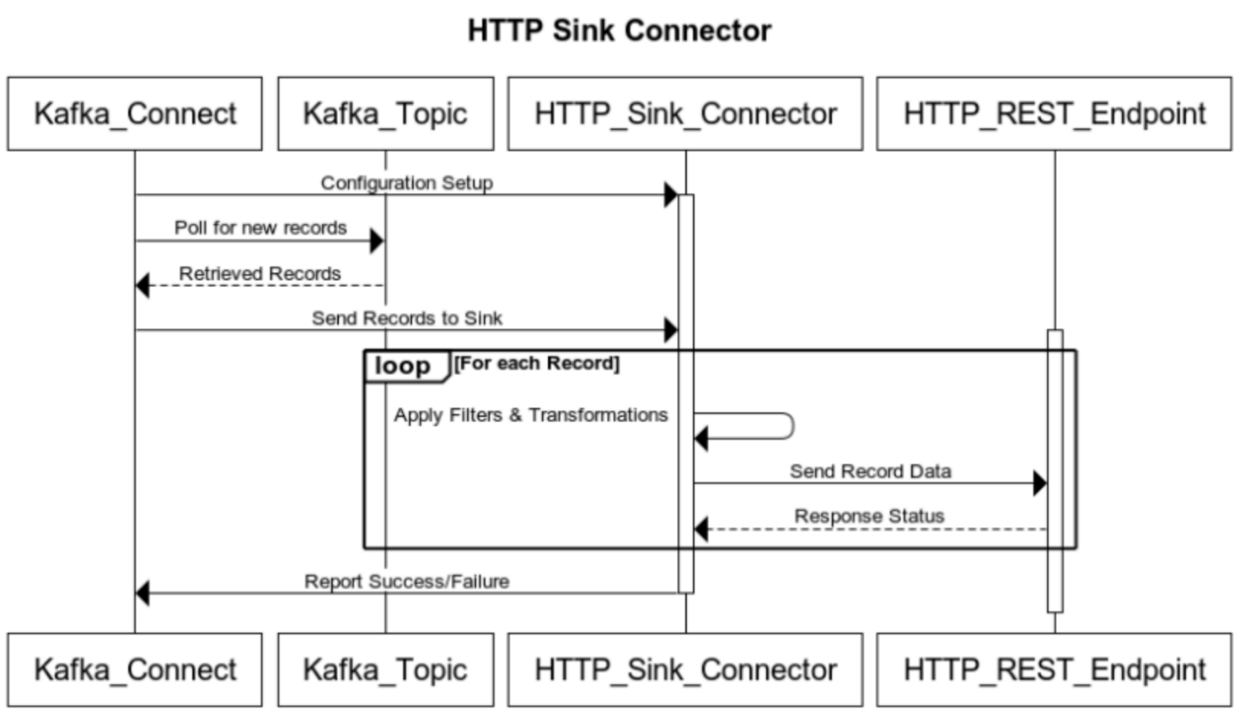 HTTP Sink Connector
Kafka_Connect
Kafka_Topic
HTTP_Sink_Connector
HTTP_REST_Endpoint
Configuration Setup
Poll for new records
Retrieved Records
Send Records to Sink
loop
[For each Record]
Apply Filters & Transformations
Send Record Data
Response Status
Report Success/Failure
Kafka_Connect
Kafka_Topic
HTTP_Sink_Connector
HTTP_REST_Endpoint